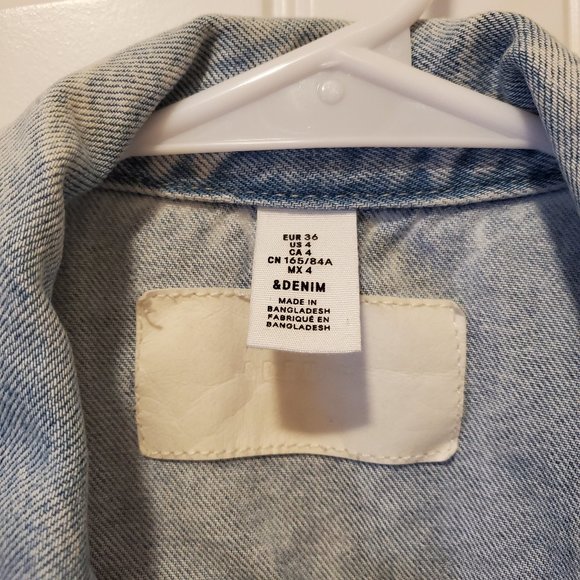 EUR 36
US 4
CA 4
CN 165/84A
MX 4
&DENIM
MADE IN
BANGLADESH
FABRIQUÉ EN
BANGLADESH